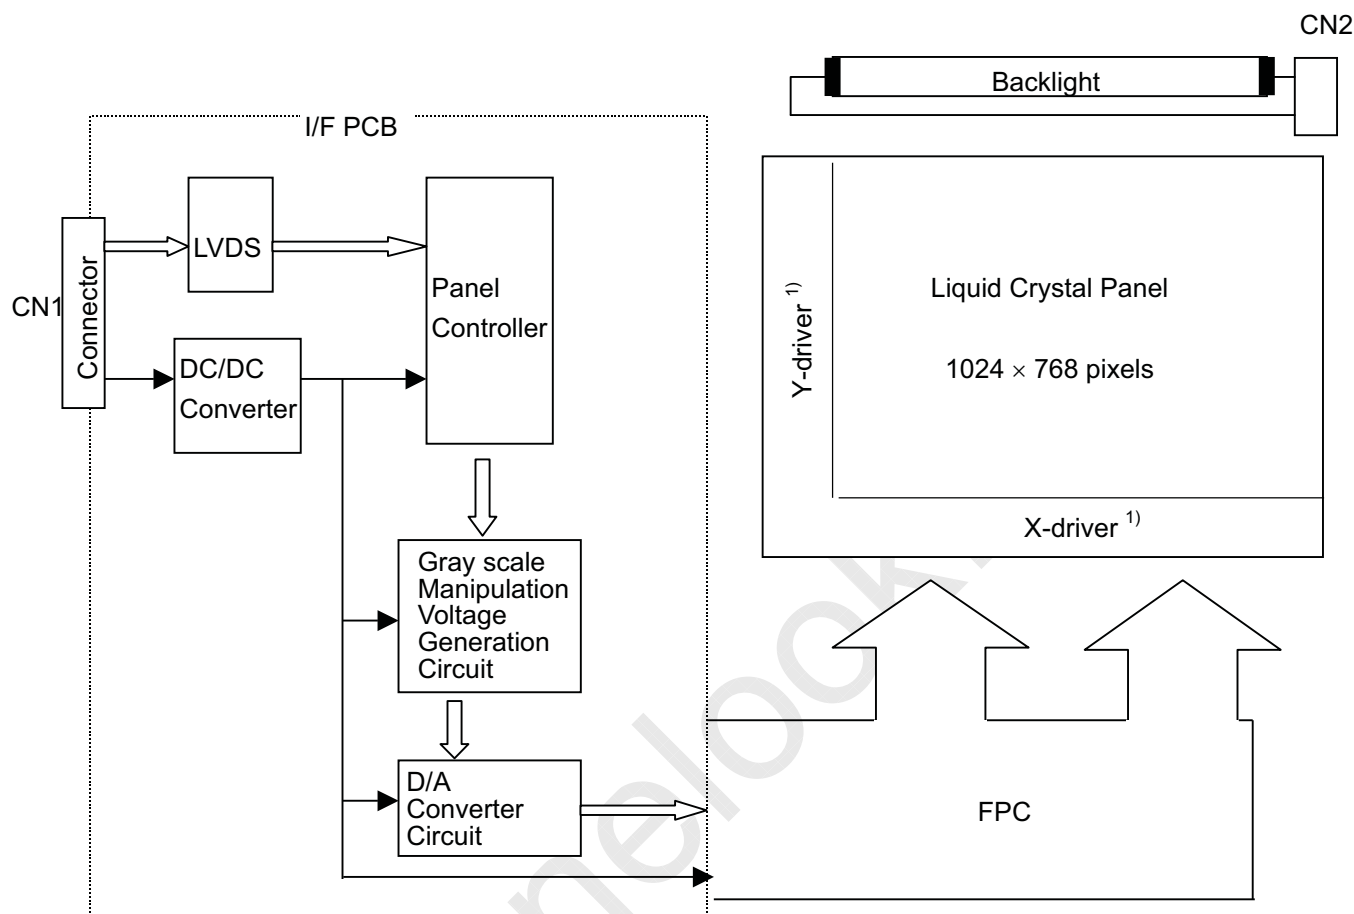 CN2
Backlight
I/F PCB
LVDS
Panel
Controller
CN1
Connector
DC/DC
Converter
Liquid Crystal Panel
1024 × 768 pixels
Y-driver 1)
X-driver 1)
Gray scale
Manipulation
Voltage
Generation
Circuit
D/A
Converter
Circuit
FPC